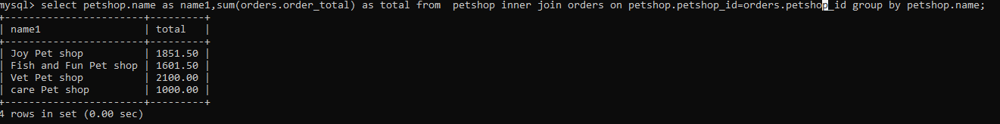 mysql> select petshop.name as name1,sum(orders.order_total) as total from  petshop inner join orders on petshop.petshop_id=orders.petshop_id group by petshop.name;
+-----------------------+---------+
| name1                 | total   |
+-----------------------+---------+
| Joy Pet shop          | 1851.50 |
| Fish and Fun Pet shop | 1601.50 |
| Vet Pet shop          | 2100.00 |
| care Pet shop         | 1000.00 |
+-----------------------+---------+
4 rows in set (0.00 sec)